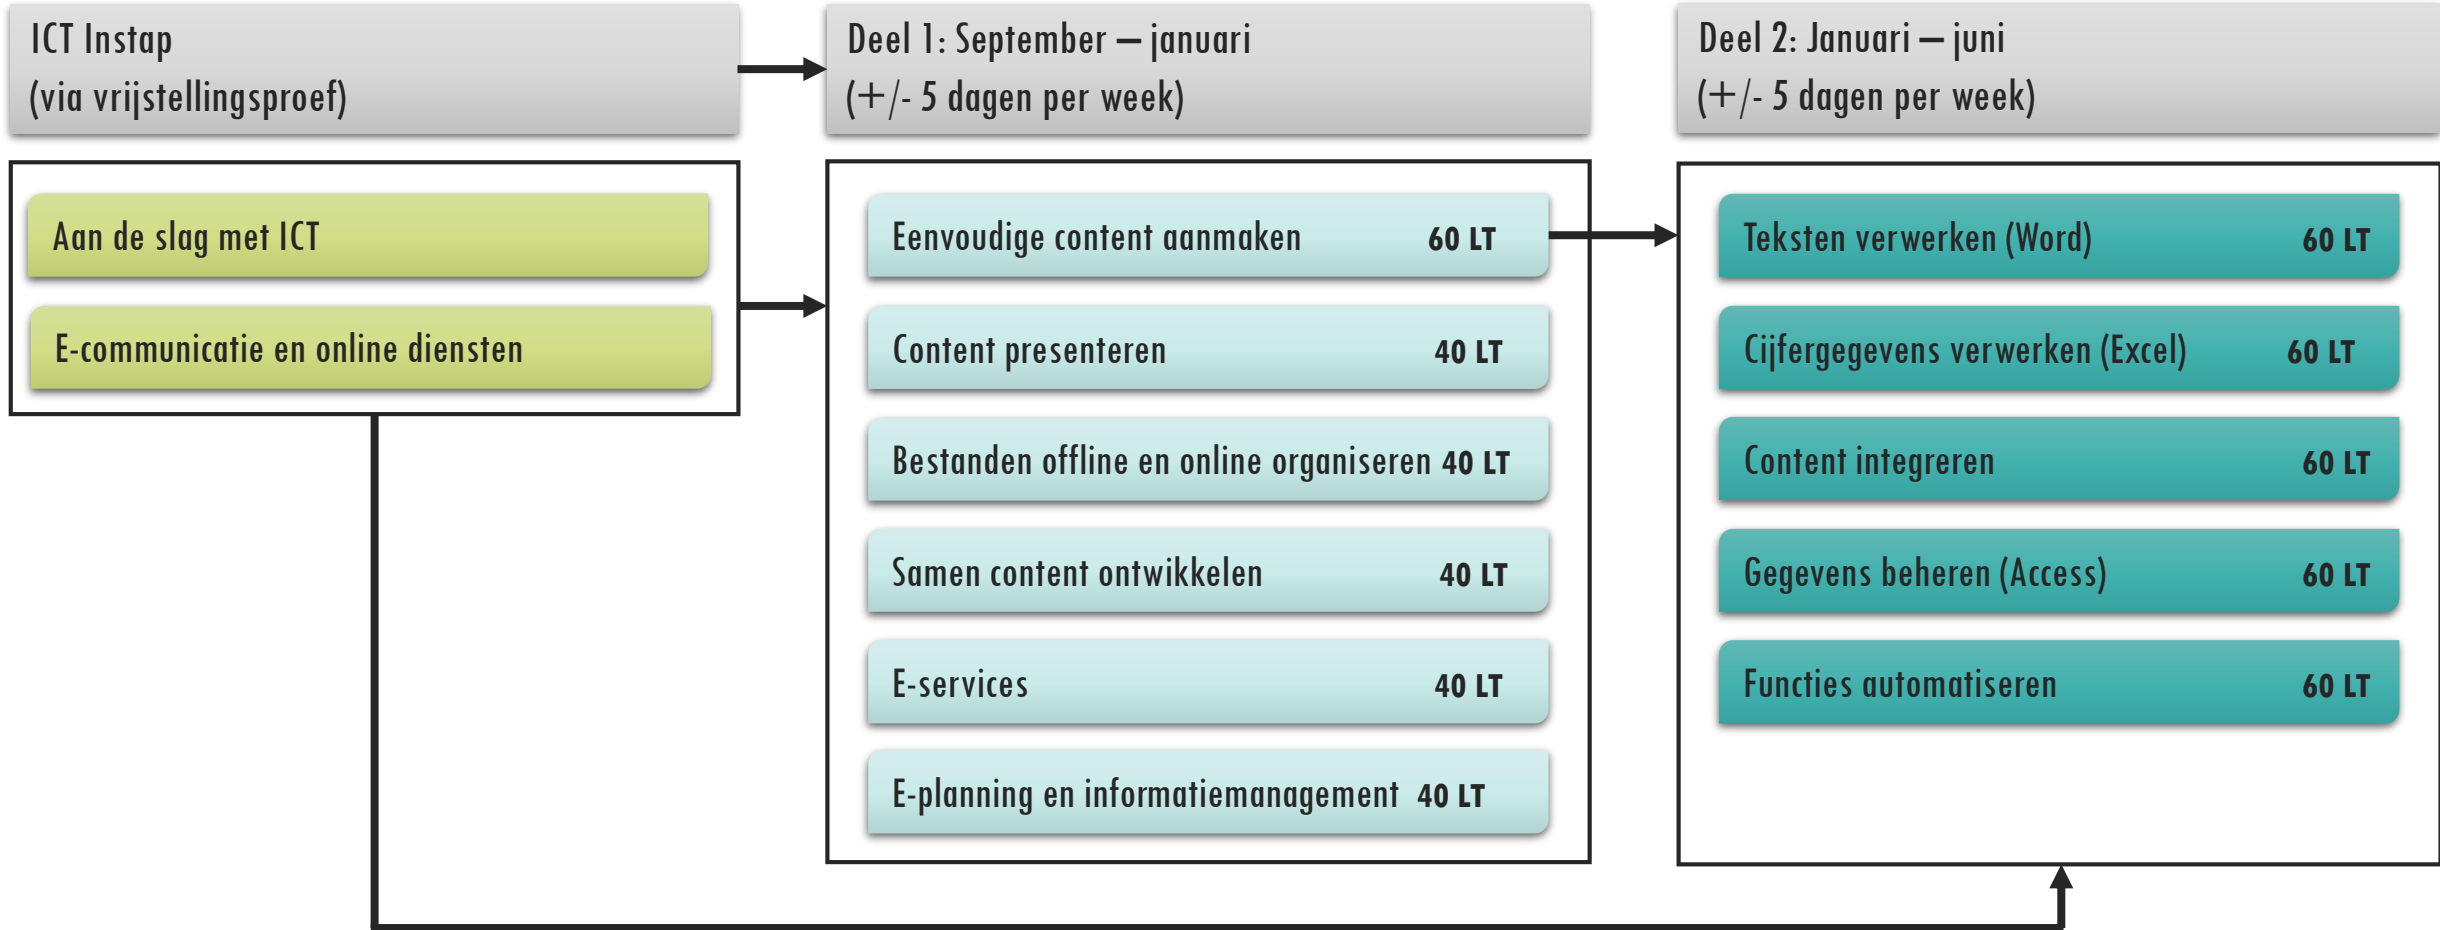 ICT Instap
(via vrijstellingsproef)
Aan de slag met ICT
E-communicatie en online diensten
Deel 1: September – januari
(+/- 5 dagen per week)
Eenvoudige content aanmaken 60 LT
Content presenteren 40 LT
Bestanden offline en online organiseren 40 LT
Samen content ontwikkelen 40 LT
E-services 40 LT
E-planning en informatiemanagement 40 LT
Deel 2: Januari – juni
(+/- 5 dagen per week)
Teksten verwerken (Word) 60 LT
Cijfergegevens verwerken (Excel) 60 LT
Content integreren 60 LT
Gegevens beheren (Access) 60 LT
Functies automatiseren 60 LT